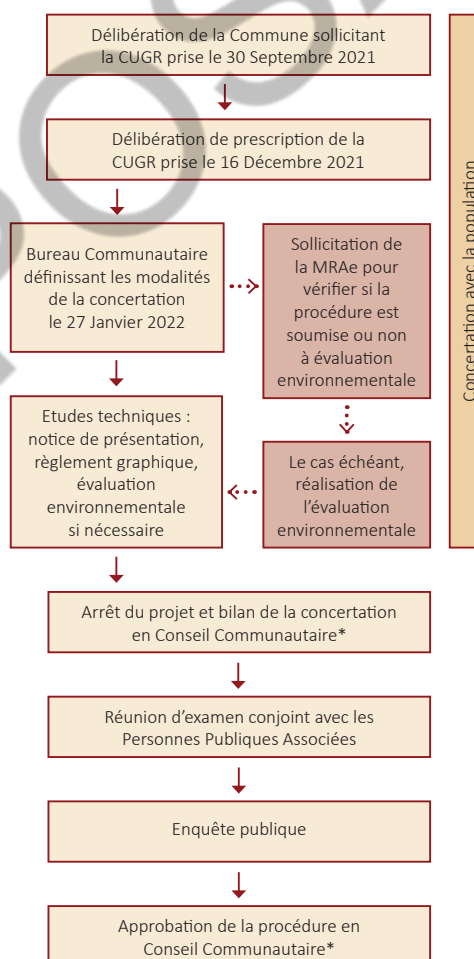 Délibération de la Commune sollicitant
la CUGR prise le 30 Septembre 2021
Délibération de prescription de la
CUGR prise le 16 Décembre 2021
Bureau Communautaire
définissant les modalités
de la concertation
le 27 Janvier 2022
Sollicitation de
la MRAe pour
vérifier si la
procédure est
soumise ou non
à évaluation
environnementale
Etudes techniques :
notice de présentation,
règlement graphique,
évaluation
environnementale
si nécessaire
Le cas échéant,
réalisation de
l’évaluation
environnementale
Arrêt du projet et bilan de la concertation
en Conseil Communautaire*
Réunion d’examen conjoint avec les
Personnes Publiques Associées
Enquête publique
Approbation de la procédure en
Conseil Communautaire*
Concertation avec la population